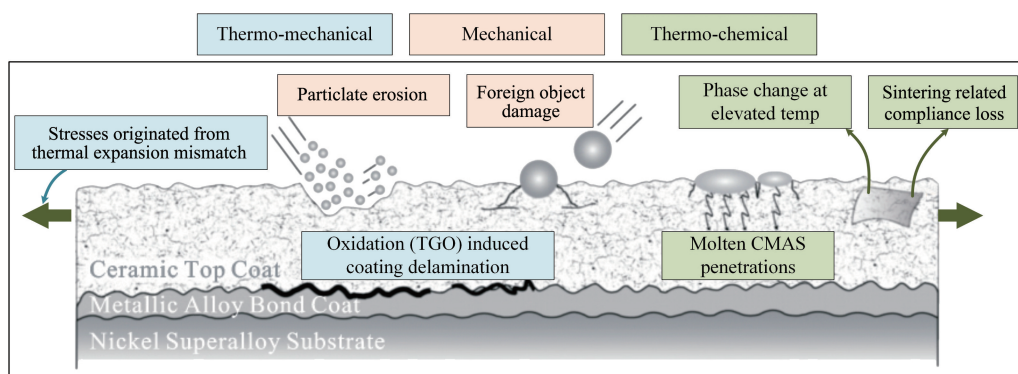 Thermo-mechanical
Mechanical
Thermo-chemical
Particlate erosion
Foreign object
damage
Phase change at
elevated temp
Sintering related
compliance loss
Stresses originated from
thermal expansion mismatch
Oxidation (TGO) induced
coating delamination
Molten CMAS
penetrations
Ceramic Top Coat
Metallic Alloy Bond Coat
Nickel Superalloy Substrate